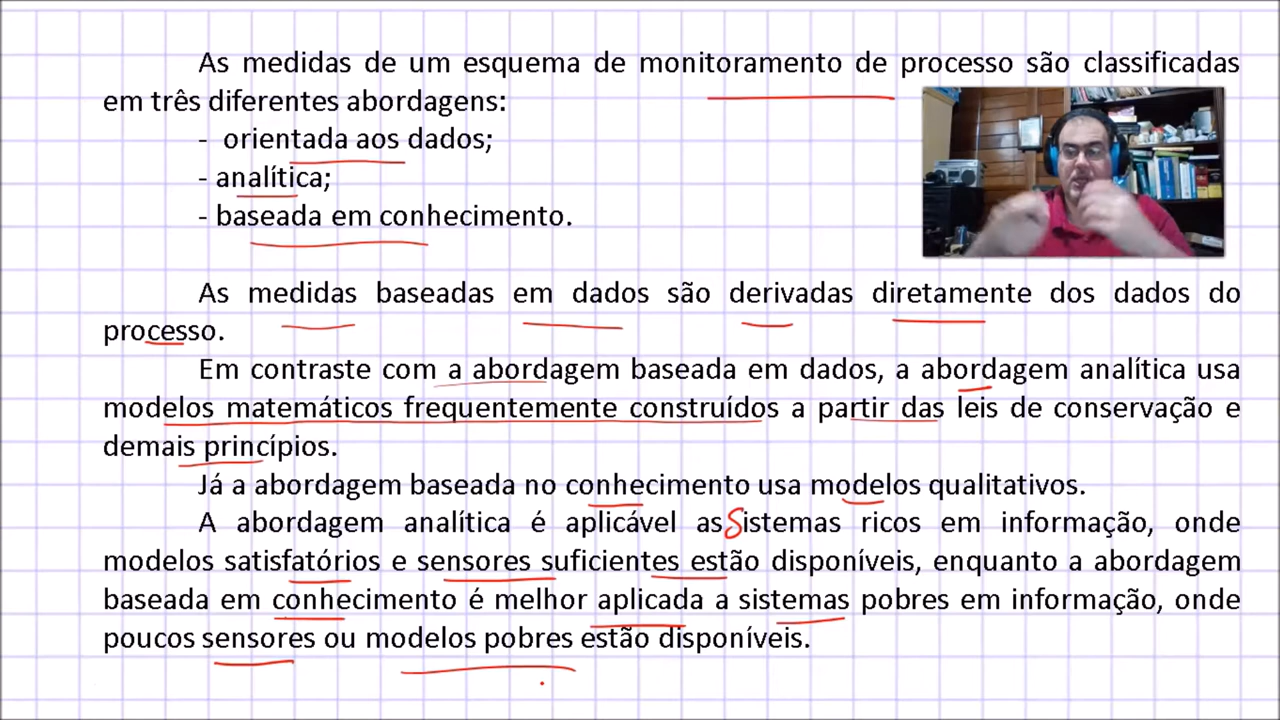 As medidas de um esquema de monitoramento de processo são classificadas
em três diferentes abordagens:
- orientada aos dados;
- analítica;
- baseada em conhecimento.
As medidas baseadas em dados são derivadas diretamente dos dados do
processo.
Em contraste com a abordagem baseada em dados, a abordagem analítica usa
modelos matemáticos frequentemente construídos a partir das leis de conservação e
demais princípios.
Já a abordagem baseada no conhecimento usa modelos qualitativos.
A abordagem analítica é aplicável as Sistemas ricos em informação, onde
modelos satisfatórios e sensores suficientes estão disponíveis, enquanto a abordagem
baseada em conhecimento é melhor aplicada a sistemas pobres em informação, onde
poucos sensores ou modelos pobres estão disponíveis.